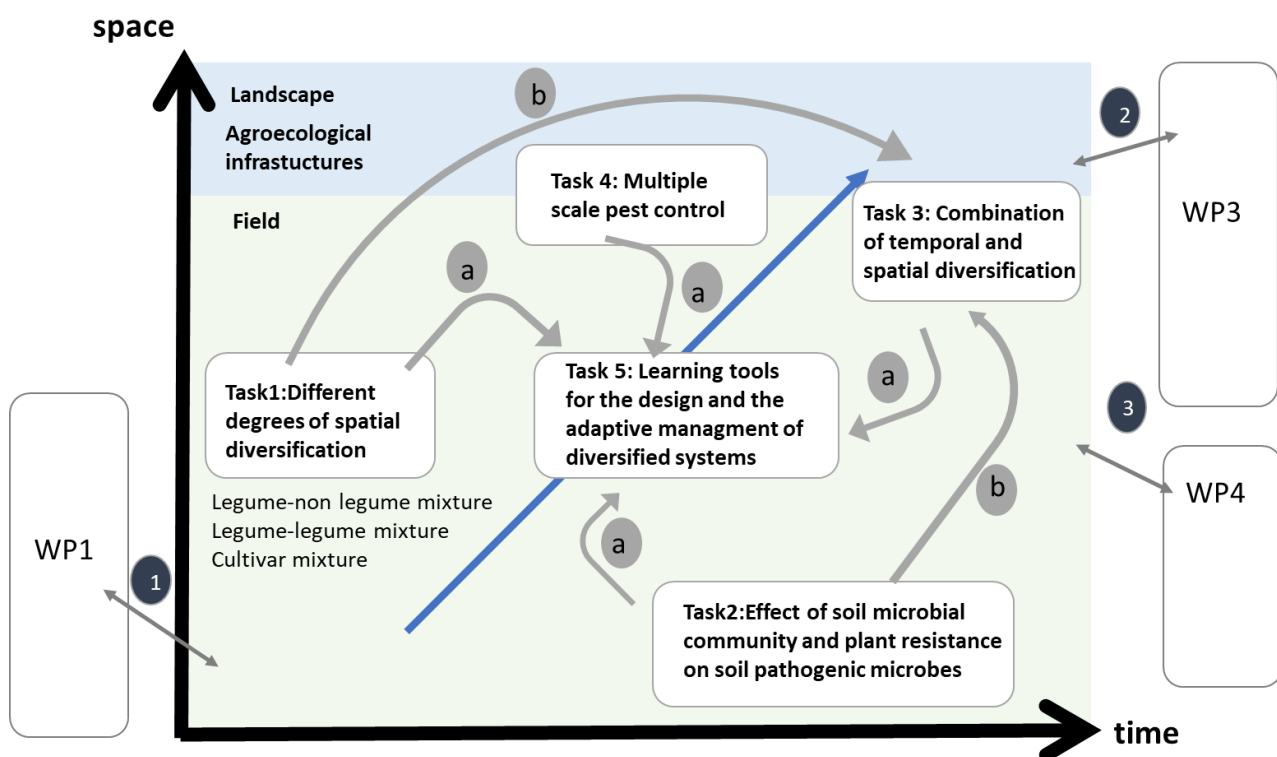 space
Landscape
Agroecological
infrastuctures
b
2
Task 4: Multiple
scale pest control
WP3
Field
Task 3: Combination
of temporal and
spatial diversification
a
a
Task1:Different
degrees of spatial
diversification
Task 5: Learning tools
for the design and the
adaptive managment of
diversified systems
a
3
Legume-non legume mixture
Legume-legume mixture
Cultivar mixture
b
WP4
WP1
a
1
Task2:Effect of soil microbial
community and plant resistance
on soil pathogenic microbes
time